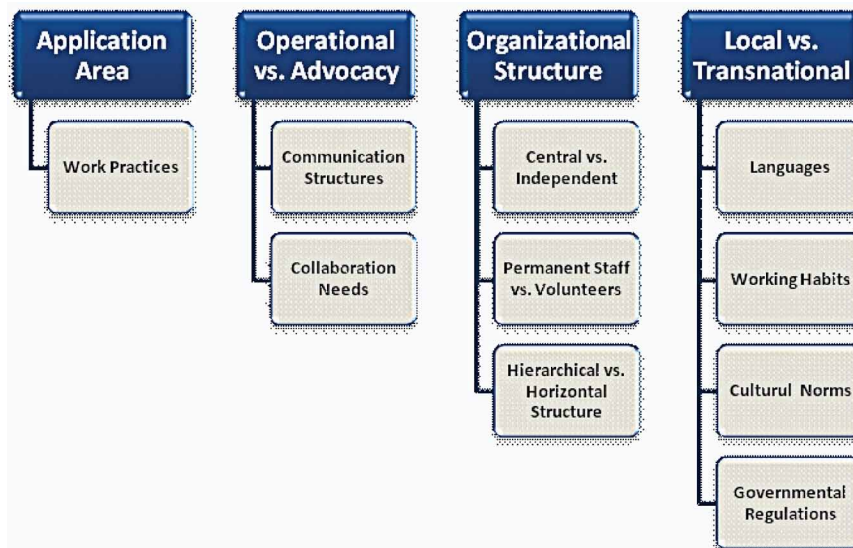 Application
Area
Work Practices
Operational
vs. Advocacy
Communication
Structures
Collaboration
Needs
Organizational
Structure
Central vs.
Independent
Permanent Staff
vs. Volunteers
Hierarchical vs.
Horizontal
Structure
Local vs.
Transnational
Languages
Working Habits
Culturul Norms
Governmental
Regulations